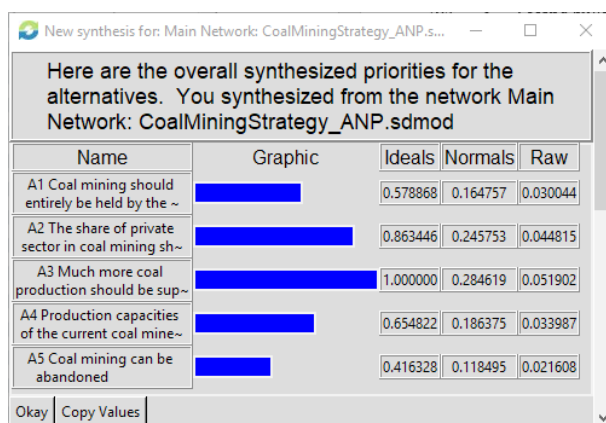 New synthesis for: Main Network: CoalMiningStrategy_ANP.s...
Here are the overall synthesized priorities for the
alternatives. You synthesized from the network Main
Network: CoalMiningStrategy_ANP.sdmod
Name Graphic Ideals Normals Raw
A1 Coal mining should
entirely be held by the ~
0.578868 0.164757 0.030044
A2 The share of private
sector in coal mining sh~
0.863446 0.245753 0.044815
A3 Much more coal
production should be sup~
1.000000 0.284619 0.051902
A4 Production capacities
of the current coal mine~
0.654822 0.186375 0.033987
A5 Coal mining can be
abandoned
0.416328 0.118495 0.021608
Okay Copy Values